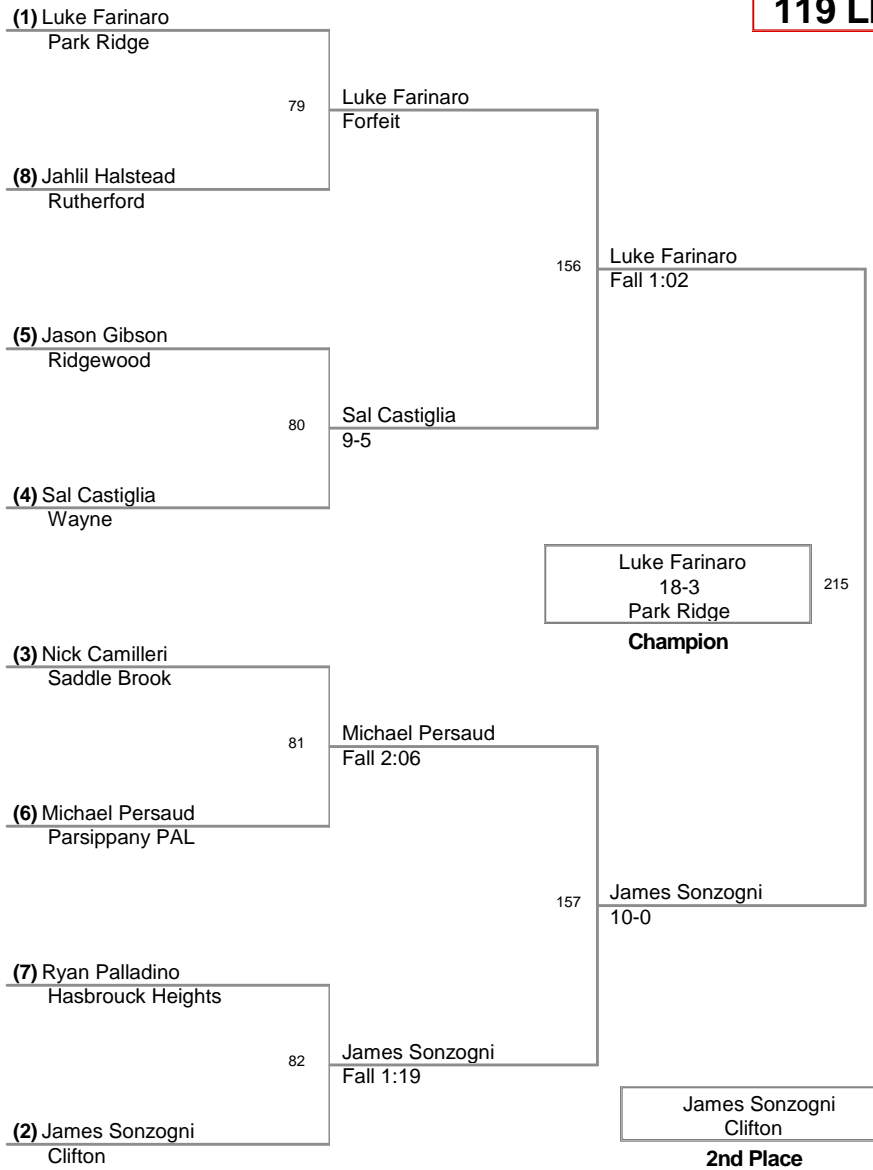 119 L
(1) Luke Farinaro
Park Ridge
79
Luke Farinaro
Forfeit
(8) Jahlil Halstead
Rutherford
156
Luke Farinaro
Fall 1:02
(5) Jason Gibson
Ridgewood
80
Sal Castiglia
9-5
(4) Sal Castiglia
Wayne
Luke Farinaro
18-3
Park Ridge
215
Champion
(3) Nick Camilleri
Saddle Brook
81
Michael Persaud
Fall 2:06
(6) Michael Persaud
Parsippany PAL
157
James Sonzogni
10-0
(7) Ryan Palladino
Hasbrouck Heights
82
James Sonzogni
Fall 1:19
(2) James Sonzogni
Clifton
James Sonzogni
Clifton
2nd Place